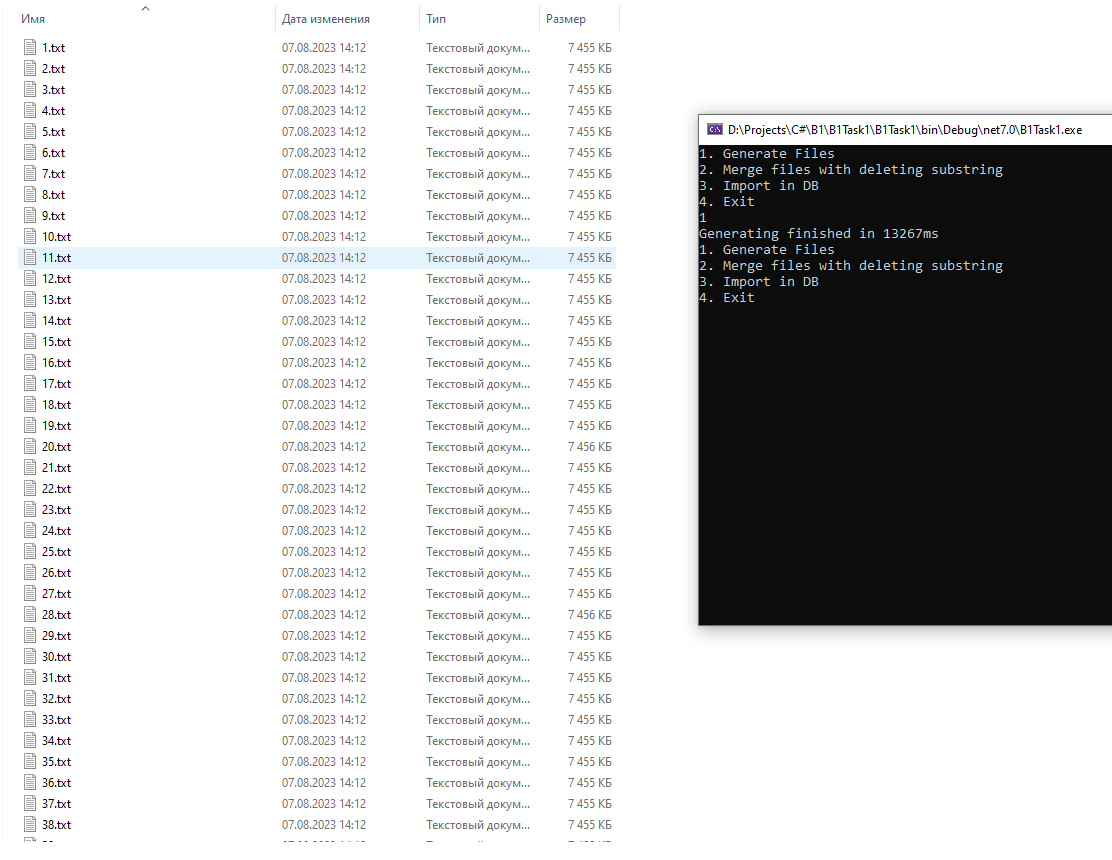 Имя Дата изменения Тип Размер
1.txt 07.08.2023 14:12 Текстовый докум... 7 455 КБ
2.txt 07.08.2023 14:12 Текстовый докум... 7 455 КБ
3.txt 07.08.2023 14:12 Текстовый докум... 7 455 КБ
4.txt 07.08.2023 14:12 Текстовый докум... 7 455 КБ
5.txt 07.08.2023 14:12 Текстовый докум... 7 455 КБ
6.txt 07.08.2023 14:12 Текстовый докум... 7 455 КБ
7.txt 07.08.2023 14:12 Текстовый докум... 7 455 КБ
8.txt 07.08.2023 14:12 Текстовый докум... 7 455 КБ
9.txt 07.08.2023 14:12 Текстовый докум... 7 455 КБ
10.txt 07.08.2023 14:12 Текстовый докум... 7 455 КБ
11.txt 07.08.2023 14:12 Текстовый докум... 7 455 КБ
12.txt 07.08.2023 14:12 Текстовый докум... 7 455 КБ
13.txt 07.08.2023 14:12 Текстовый докум... 7 455 КБ
14.txt 07.08.2023 14:12 Текстовый докум... 7 455 КБ
15.txt 07.08.2023 14:12 Текстовый докум... 7 455 КБ
16.txt 07.08.2023 14:12 Текстовый докум... 7 455 КБ
17.txt 07.08.2023 14:12 Текстовый докум... 7 455 КБ
18.txt 07.08.2023 14:12 Текстовый докум... 7 455 КБ
19.txt 07.08.2023 14:12 Текстовый докум... 7 455 КБ
20.txt 07.08.2023 14:12 Текстовый докум... 7 456 КБ
21.txt 07.08.2023 14:12 Текстовый докум... 7 455 КБ
22.txt 07.08.2023 14:12 Текстовый докум... 7 455 КБ
23.txt 07.08.2023 14:12 Текстовый докум... 7 455 КБ
24.txt 07.08.2023 14:12 Текстовый докум... 7 455 КБ
25.txt 07.08.2023 14:12 Текстовый докум... 7 455 КБ
26.txt 07.08.2023 14:12 Текстовый докум... 7 455 КБ
27.txt 07.08.2023 14:12 Текстовый докум... 7 455 КБ
28.txt 07.08.2023 14:12 Текстовый докум... 7 456 КБ
29.txt 07.08.2023 14:12 Текстовый докум... 7 455 КБ
30.txt 07.08.2023 14:12 Текстовый докум... 7 455 КБ
31.txt 07.08.2023 14:12 Текстовый докум... 7 455 КБ
32.txt 07.08.2023 14:12 Текстовый докум... 7 455 КБ
33.txt 07.08.2023 14:12 Текстовый докум... 7 455 КБ
34.txt 07.08.2023 14:12 Текстовый докум... 7 455 КБ
35.txt 07.08.2023 14:12 Текстовый докум... 7 455 КБ
36.txt 07.08.2023 14:12 Текстовый докум... 7 455 КБ
37.txt 07.08.2023 14:12 Текстовый докум... 7 455 КБ
38.txt 07.08.2023 14:12 Текстовый докум... 7 455 КБ
D:\Projects\C#\B1\B1Task1\B1Task1\bin\Debug\net7.0\B1Task1.exe
1. Generate Files
2. Merge files with deleting substring
3. Import in DB
4. Exit
1
Generating finished in 13267ms
1. Generate Files
2. Merge files with deleting substring
3. Import in DB
4. Exit